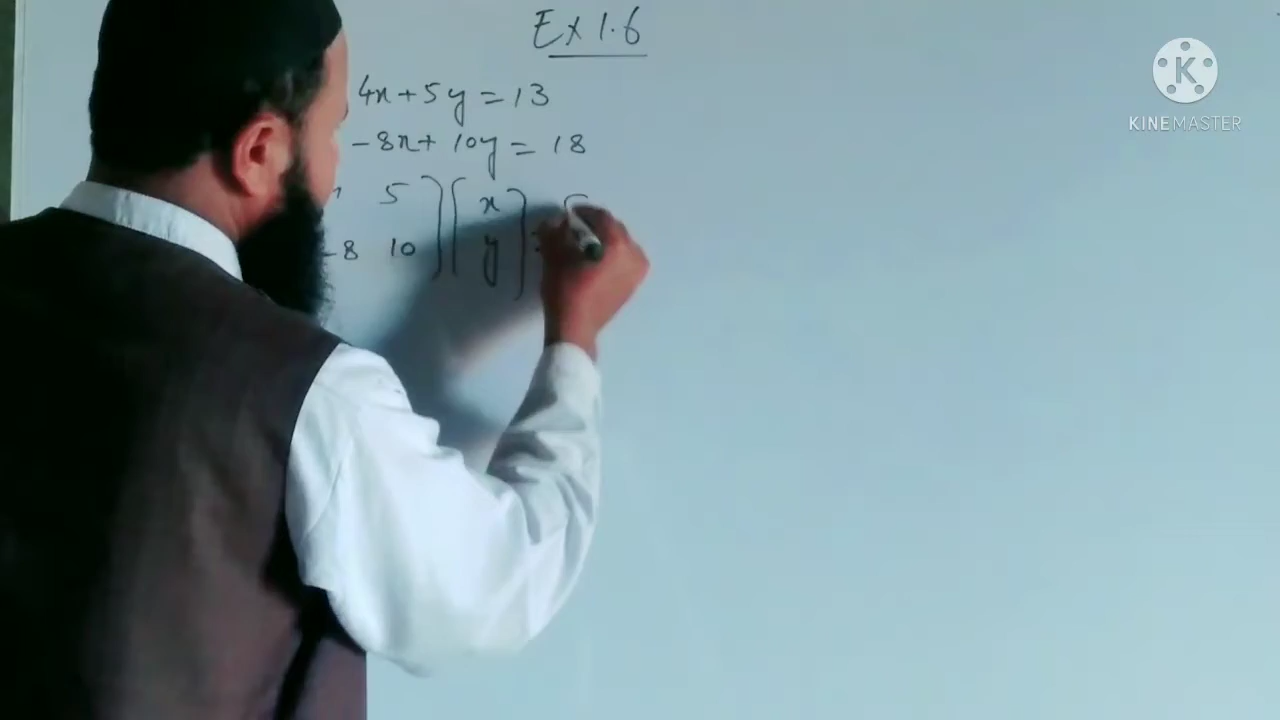 Ex 1.6
4x+5y=13
-8x+10y=18
5 ] [ x ]
-8 10 ] [ y ] =
KINEMASTER